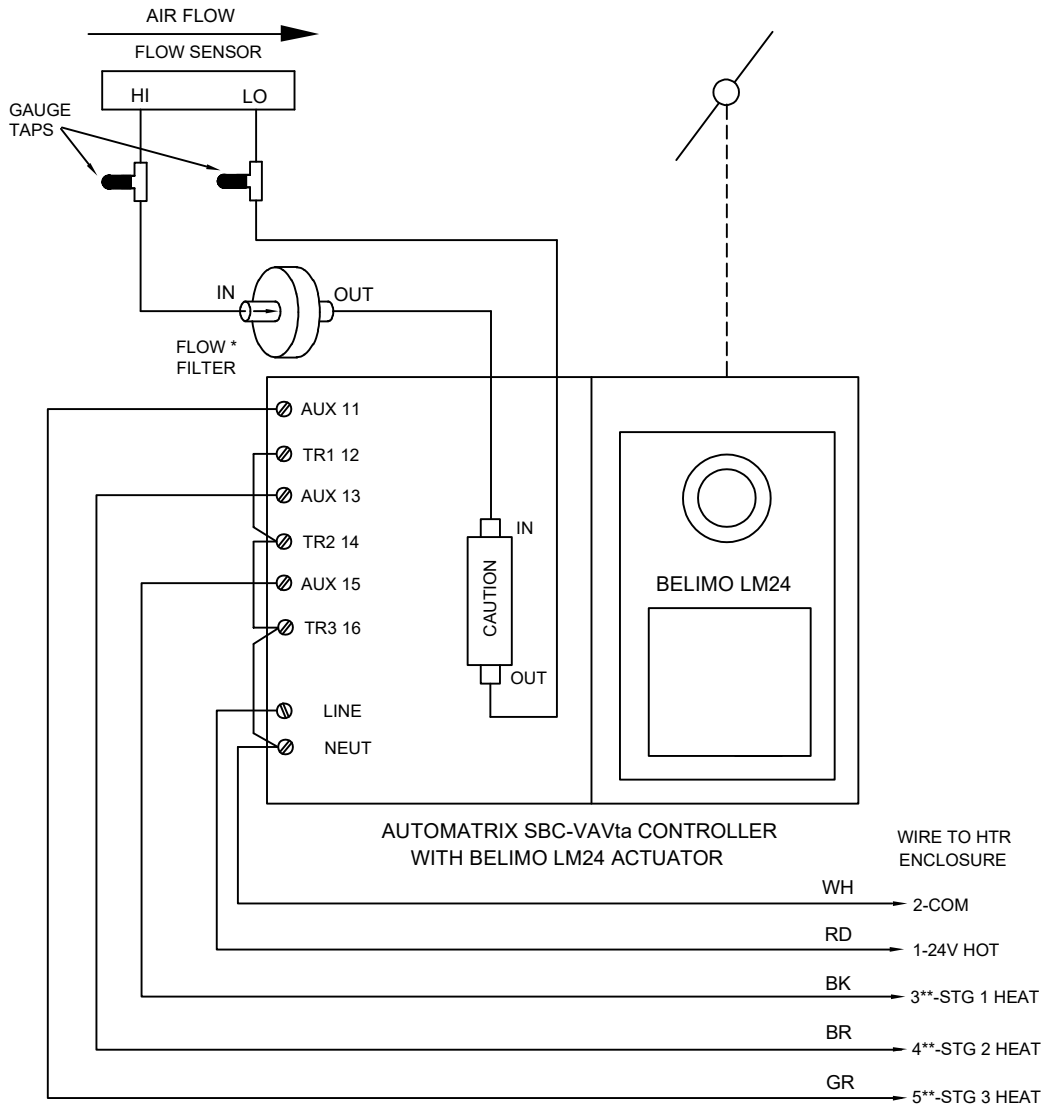 AIR FLOW
FLOW SENSOR
HI
LO
GAUGE
TAPS
IN
OUT
FLOW *
FILTER
AUX 11
TR1 12
AUX 13
TR2 14
AUX 15
TR3 16
LINE
NEUT
IN
CAUTION
OUT
BELIMO LM24
AUTOMATRIX SBC-VAVta CONTROLLER
WITH BELIMO LM24 ACTUATOR
WIRE TO HTR
ENCLOSURE
WH
2-COM
RD
1-24V HOT
BK
3**-STG 1 HEAT
BR
4**-STG 2 HEAT
GR
5**-STG 3 HEAT